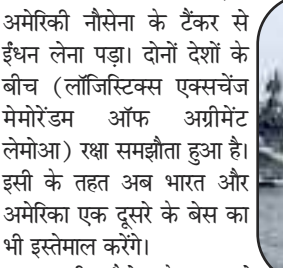 अमेरिकी नौसेना के टैंकर से
ईंधन लेना पड़ा। दोनों देशों के
बीच (लॉजिस्टिक्स एक्सचेंज
मेमोरेंडम ऑफ अग्रीमेंट
लेमोआ) रक्षा समझौता हुआ है।
इसी के तहत अब भारत और
अमेरिका एक दूसरे के बेस का
भी इस्तेमाल करेंगे।